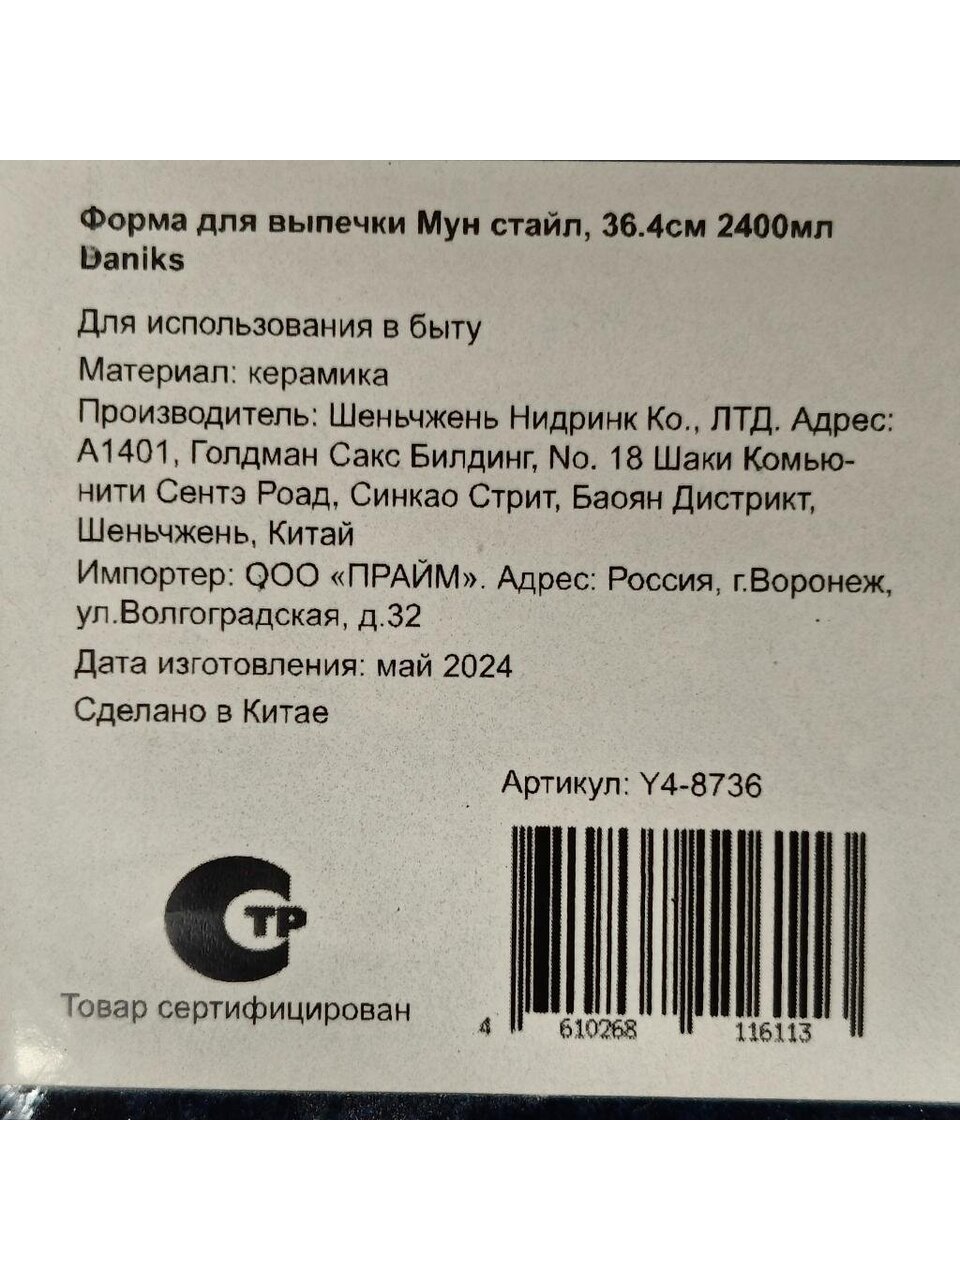 Форма для выпечки Мун стайл, 36.4см 2400мл
Daniks
Для использования в быту
Материал: керамика
Производитель: Шеньчжень Нидринк Ко., ЛТД. Адрес:
А1401, Голдман Сакс Билдинг, No. 18 Шаки Комью-
нити Сентэ Роад, Синкао Стрит, Баоян Дистрикт,
Шеньчжень, Китай
Импортер: ООО «ПРАЙМ». Адрес: Россия, г.Воронеж,
ул.Волгоградская, д.32
Дата изготовления: май 2024
Сделано в Китае
Артикул: Y4-8736
СТР
Товар сертифицирован
4 610268 116113